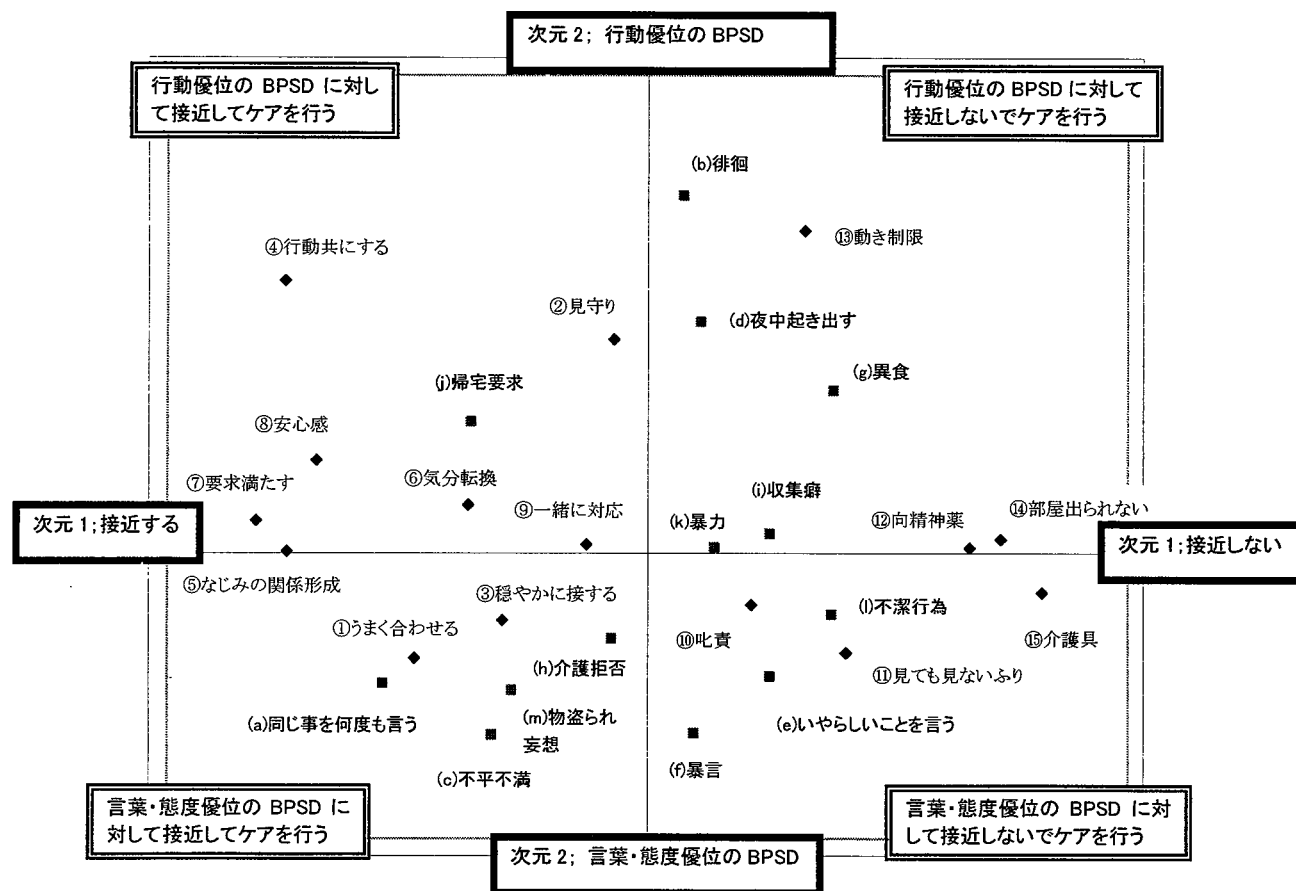 次元 2； 行動優位の BPSD
行動優位の BPSD に対し
て接近してケアを行う
行動優位の BPSD に対して
接近しないでケアを行う
(b)徘徊
⑬動き制限
④行動共にする
②見守り
(d)夜中起き出す
(j)帰宅要求
(g)異食
⑧安心感
⑦要求満たす
⑥気分転換
(i)収集癖
⑨一緒に対応
(k)暴力
⑫向精神薬
⑭部屋出られない
次元 1；接近する
次元 1；接近しない
⑤なじみの関係形成
③穏やかに接する
(l)不潔行為
①うまく合わせる
⑩叱責
⑮介護具
(h)介護拒否
⑪見ても見ないふり
(a)同じ事を何度も言う
(m)物盗られ
妄想
(e)いやらしいことを言う
(c)不平不満
(f)暴言
言葉・態度優位の BPSD に
対して接近してケアを行う
言葉・態度優位の BPSD に対
して接近しないでケアを行う
次元 2； 言葉・態度優位の BPSD